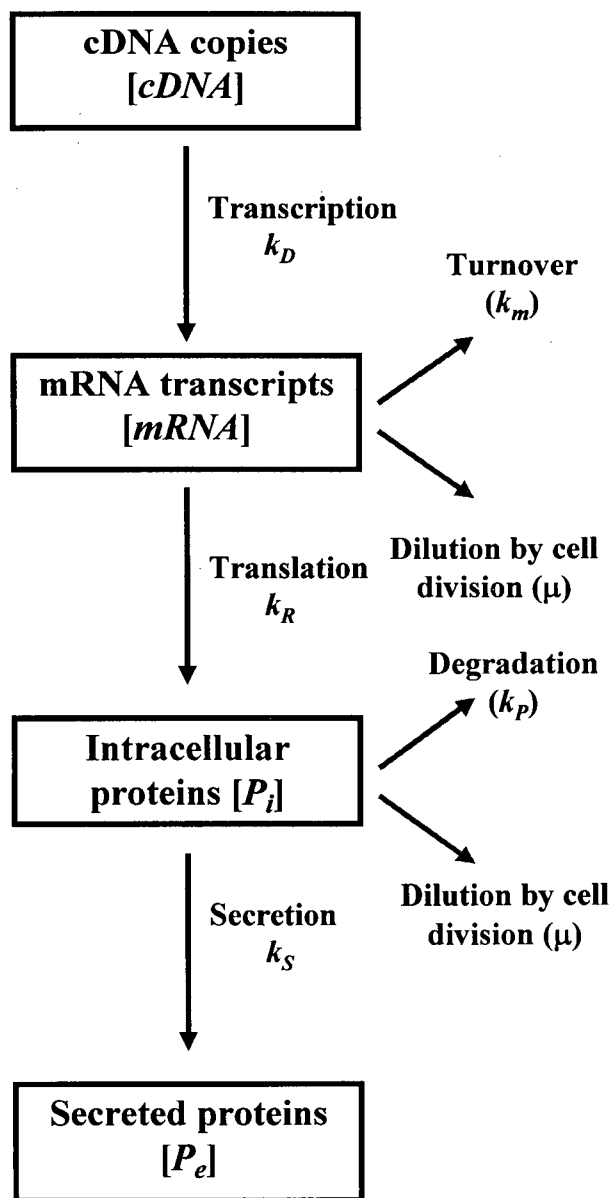 cDNA copies
[cDNA]
Transcription
k_D
Turnover
(k_m)
mRNA transcripts
[mRNA]
Dilution by cell
division (μ)
Translation
k_R
Degradation
(k_P)
Intracellular
proteins [P_i]
Dilution by cell
division (μ)
Secretion
k_S
Secreted proteins
[P_e]